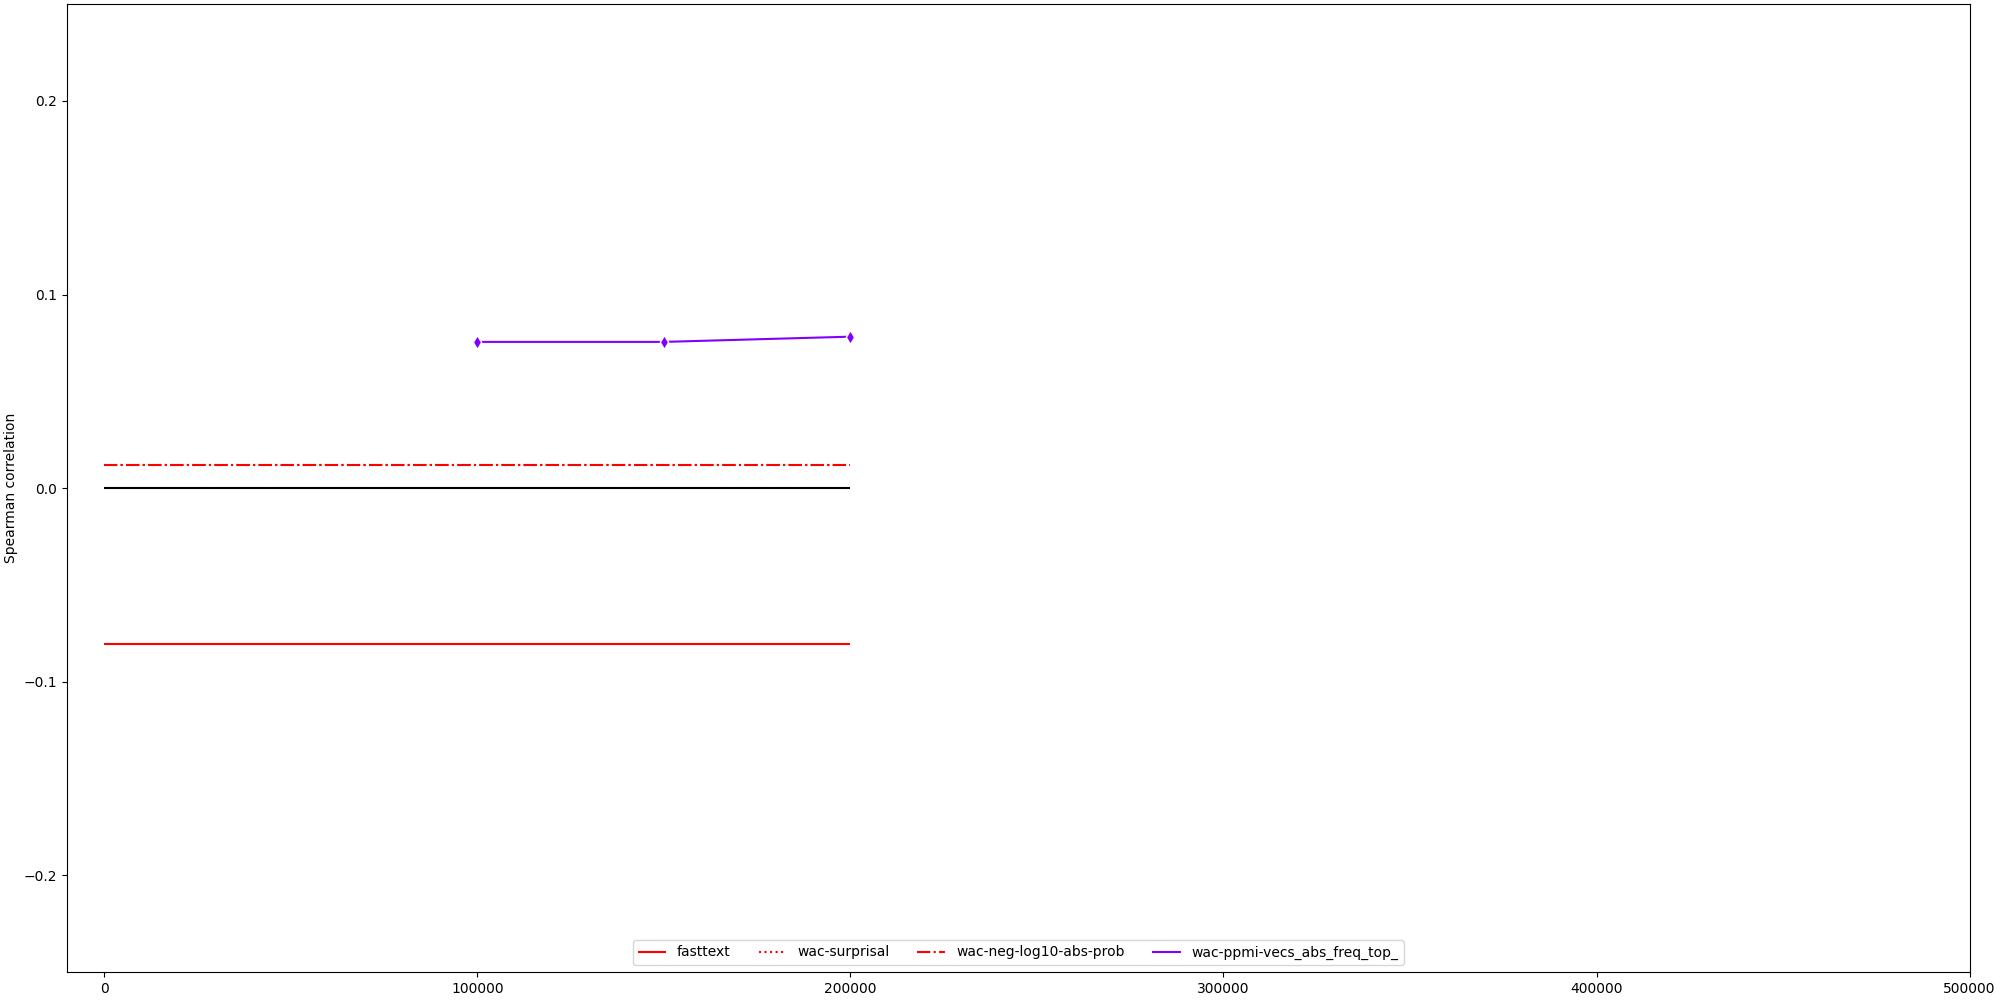 Spearman correlation
0.2
0.1
0.0
−0.1
−0.2
0 100000 200000 300000 400000 500000
fasttext wac-surprisal wac-neg-log10-abs-prob wac-ppmi-vecs_abs_freq_top_